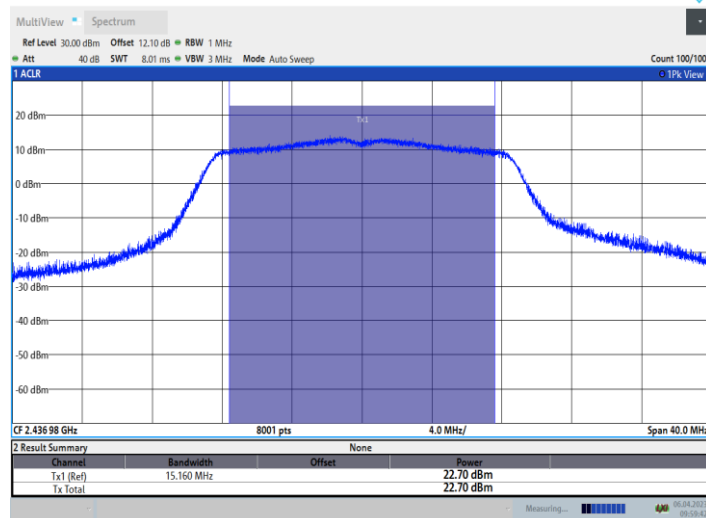 MultiView Spectrum
Ref Level 30.00 dBm Offset 12.10 dB RBW 1 MHz
Att 40 dB SWT 8.01 ms VBW 3 MHz Mode Auto Sweep Count 100/100
1 ACLR 1Pk View
Tx1
20 dBm
10 dBm
0 dBm
-10 dBm
-20 dBm
-30 dBm
-40 dBm
-50 dBm
-60 dBm
CF 2.436 98 GHz 8001 pts 4.0 MHz/ Span 40.0 MHz
2 Result Summary None
Channel Bandwidth Offset Power
Tx1 (Ref) 15.160 MHz 22.70 dBm
Tx Total 22.70 dBm
Measuring... 06.04.2023